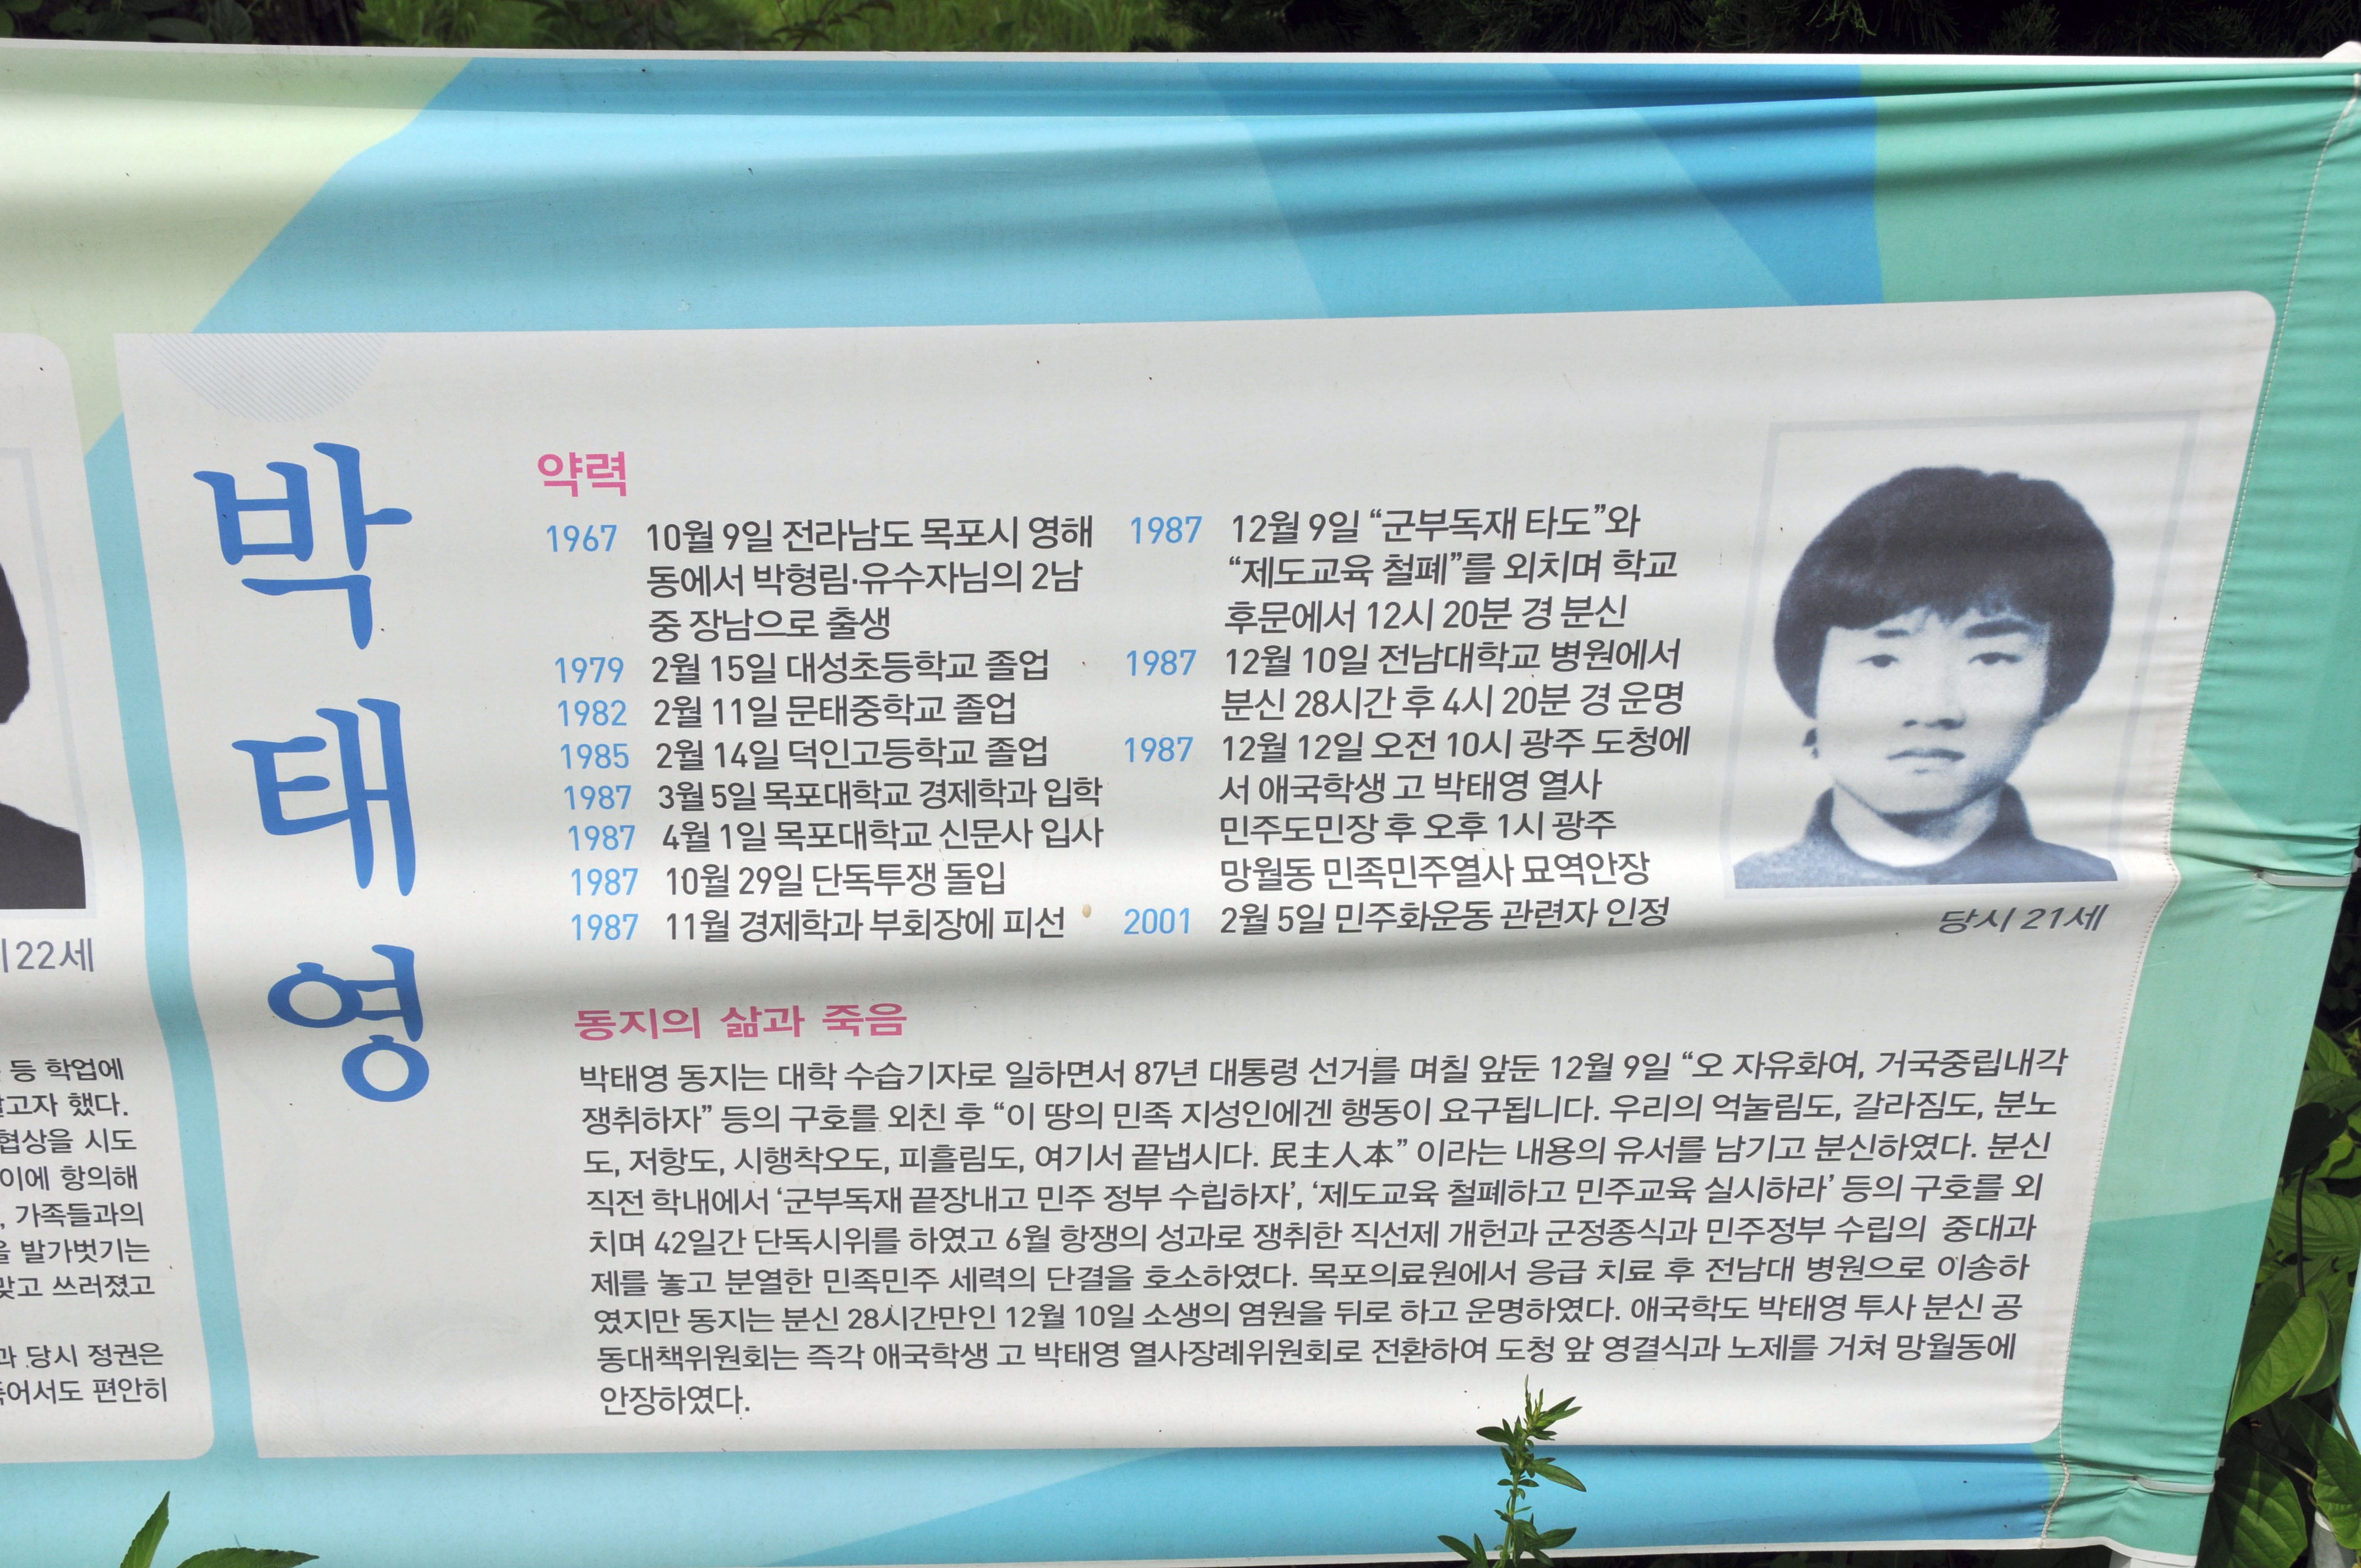 기22세
등 학업에
고자 했다.
협상을 시도
이에 항의해
, 가족들과의
발가벗기는
맞고 쓰러졌고
과 당시 정권은
편안히
박태영
약력
1967 10월 9일 전라남도 목포시 영해
동에서 박형림·유수자님의 2남
중 장남으로 출생
1979 2월 15일 대성초등학교 졸업
1982 2월 11일 문태중학교 졸업
1985 2월 14일 덕인고등학교 졸업
1987 3월 5일 목포대학교 경제학과 입학
1987 4월 1일 목포대학교 신문사 입사
1987 10월 29일 단독투쟁 돌입
1987 11월 경제학과 부회장에 피선
1987 12월 9일 “군부독재 타도”와
“제도교육 철폐”를 외치며 학교
후문에서 12시 20분 경 분신
1987 12월 10일 전남대학교 병원에서
분신 28시간 후 4시 20분 경 운명
1987 12월 12일 오전 10시 광주 도청에
서 애국학생 고 박태영 열사
민주도민장 후 오후 1시 광주
망월동 민족민주열사 묘역안장
2001 2월 5일 민주화운동 관련자 인정
당시 21세
동지의 삶과 죽음
박태영 동지는 대학 수습기자로 일하면서 87년 대통령 선거를 며칠 앞둔 12월 9일 “오 자유화여, 거국중립내각
쟁취하자” 등의 구호를 외친 후 “이 땅의 민족 지성인에겐 행동이 요구됩니다. 우리의 억눌림도, 갈라짐도, 분노
도, 저항도, 시행착오도, 피흘림도, 여기서 끝냅시다. 民主人本” 이라는 내용의 유서를 남기고 분신하였다. 분신
직전 학내에서 ‘군부독재 끝장내고 민주 정부 수립하자’, ‘제도교육 철폐하고 민주교육 실시하라’ 등의 구호를 외
치며 42일간 단독시위를 하였고 6월 항쟁의 성과로 쟁취한 직선제 개헌과 군정종식과 민주정부 수립의 중대과
제를 놓고 분열한 민족민주 세력의 단결을 호소하였다. 목포의료원에서 응급 치료 후 전남대 병원으로 이송하
였지만 동지는 분신 28시간만인 12월 10일 소생의 염원을 뒤로 하고 운명하였다. 애국학도 박태영 투사 분신 공
동대책위원회는 즉각 애국학생 고 박태영 열사장례위원회로 전환하여 도청 앞 영결식과 노제를 거쳐 망월동에
안장하였다.